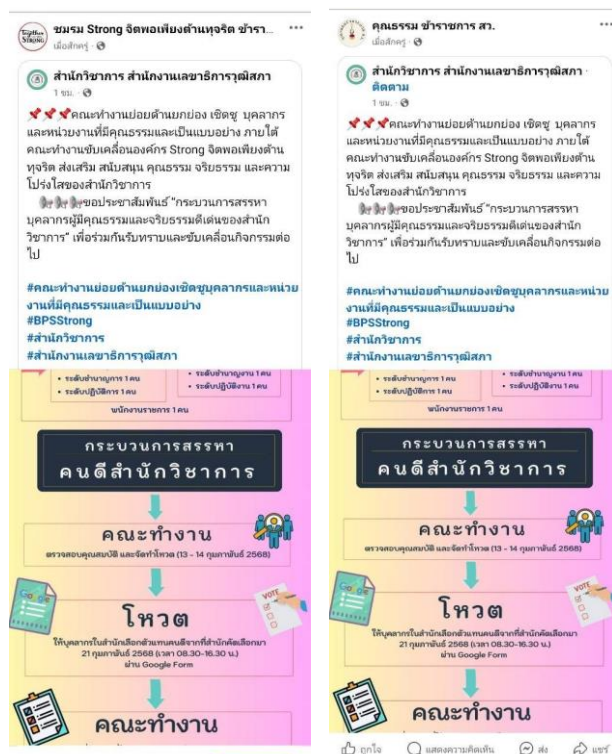 ชมรม Strong จิตพอเพียงต้านทุจริต ข้ารา...
เมื่อสักครู่
สำนักวิชาการ สำนักงานเลขาธิการวุฒิสภา
1 ชม.
คณะทำงานย่อยด้านยกย่อง เชิดชู บุคลากร
และหน่วยงานที่มีคุณธรรมและเป็นแบบอย่าง ภายใต้
คณะทำงานขับเคลื่อนองค์กร Strong จิตพอเพียงต้าน
ทุจริต ส่งเสริม สนับสนุน คุณธรรม จริยธรรม และความ
โปร่งใสของสำนักวิชาการ
ขอประชาสัมพันธ์ “กระบวนการสรรหา
บุคลากรผู้มีคุณธรรมและจริยธรรมดีเด่นของสำนัก
วิชาการ” เพื่อร่วมกันรับทราบและขับเคลื่อนกิจกรรมต่อ
ไป
#คณะทำงานย่อยด้านยกย่องเชิดชูบุคลากรและหน่วย
งานที่มีคุณธรรมและเป็นแบบอย่าง
#BPSStrong
#สำนักวิชาการ
#สำนักงานเลขาธิการวุฒิสภา
• ระดับชำนาญการ 1 คน
• ระดับปฏิบัติการ 1 คน
• ระดับชำนาญงาน 1 คน
• ระดับปฏิบัติงาน 1 คน
พนักงานราชการ 1 คน
กระบวนการสรรหา
คนดีสำนักวิชาการ
คณะทำงาน
ตรวจสอบคุณสมบัติ และจัดทำโหวต (13 - 14 กุมภาพันธ์ 2568)
Google
VOTE
โหวต
ให้บุคลากรในสำนักเลือกตัวแทนคนดีจากที่สำนักคัดเลือกมา
21 กุมภาพันธ์ 2568 (เวลา 08.30-16.30 น.)
ผ่าน Google Form
คณะทำงาน
คุณธรรม ข้าราชการ สว.
เมื่อสักครู่
สำนักวิชาการ สำนักงานเลขาธิการวุฒิสภา ·
ติดตาม
1 ชม.
คณะทำงานย่อยด้านยกย่อง เชิดชู บุคลากร
และหน่วยงานที่มีคุณธรรมและเป็นแบบอย่าง ภายใต้
คณะทำงานขับเคลื่อนองค์กร Strong จิตพอเพียงต้าน
ทุจริต ส่งเสริม สนับสนุน คุณธรรม จริยธรรม และความ
โปร่งใสของสำนักวิชาการ
ขอประชาสัมพันธ์ “กระบวนการสรรหา
บุคลากรผู้มีคุณธรรมและจริยธรรมดีเด่นของสำนัก
วิชาการ” เพื่อร่วมกันรับทราบและขับเคลื่อนกิจกรรมต่อ
ไป
#คณะทำงานย่อยด้านยกย่องเชิดชูบุคลากรและหน่วย
งานที่มีคุณธรรมและเป็นแบบอย่าง
#BPSStrong
#สำนักวิชาการ
#สำนักงานเลขาธิการวุฒิสภา
• ระดับชำนาญการ 1 คน
• ระดับปฏิบัติการ 1 คน
• ระดับชำนาญงาน 1 คน
• ระดับปฏิบัติงาน 1 คน
พนักงานราชการ 1 คน
กระบวนการสรรหา
คนดีสำนักวิชาการ
คณะทำงาน
ตรวจสอบคุณสมบัติ และจัดทำโหวต (13 - 14 กุมภาพันธ์ 2568)
Google
VOTE
โหวต
ให้บุคลากรในสำนักเลือกตัวแทนคนดีจากที่สำนักคัดเลือกมา
21 กุมภาพันธ์ 2568 (เวลา 08.30-16.30 น.)
ผ่าน Google Form
คณะทำงาน
ถูกใจ แสดงความคิดเห็น ส่ง แชร์